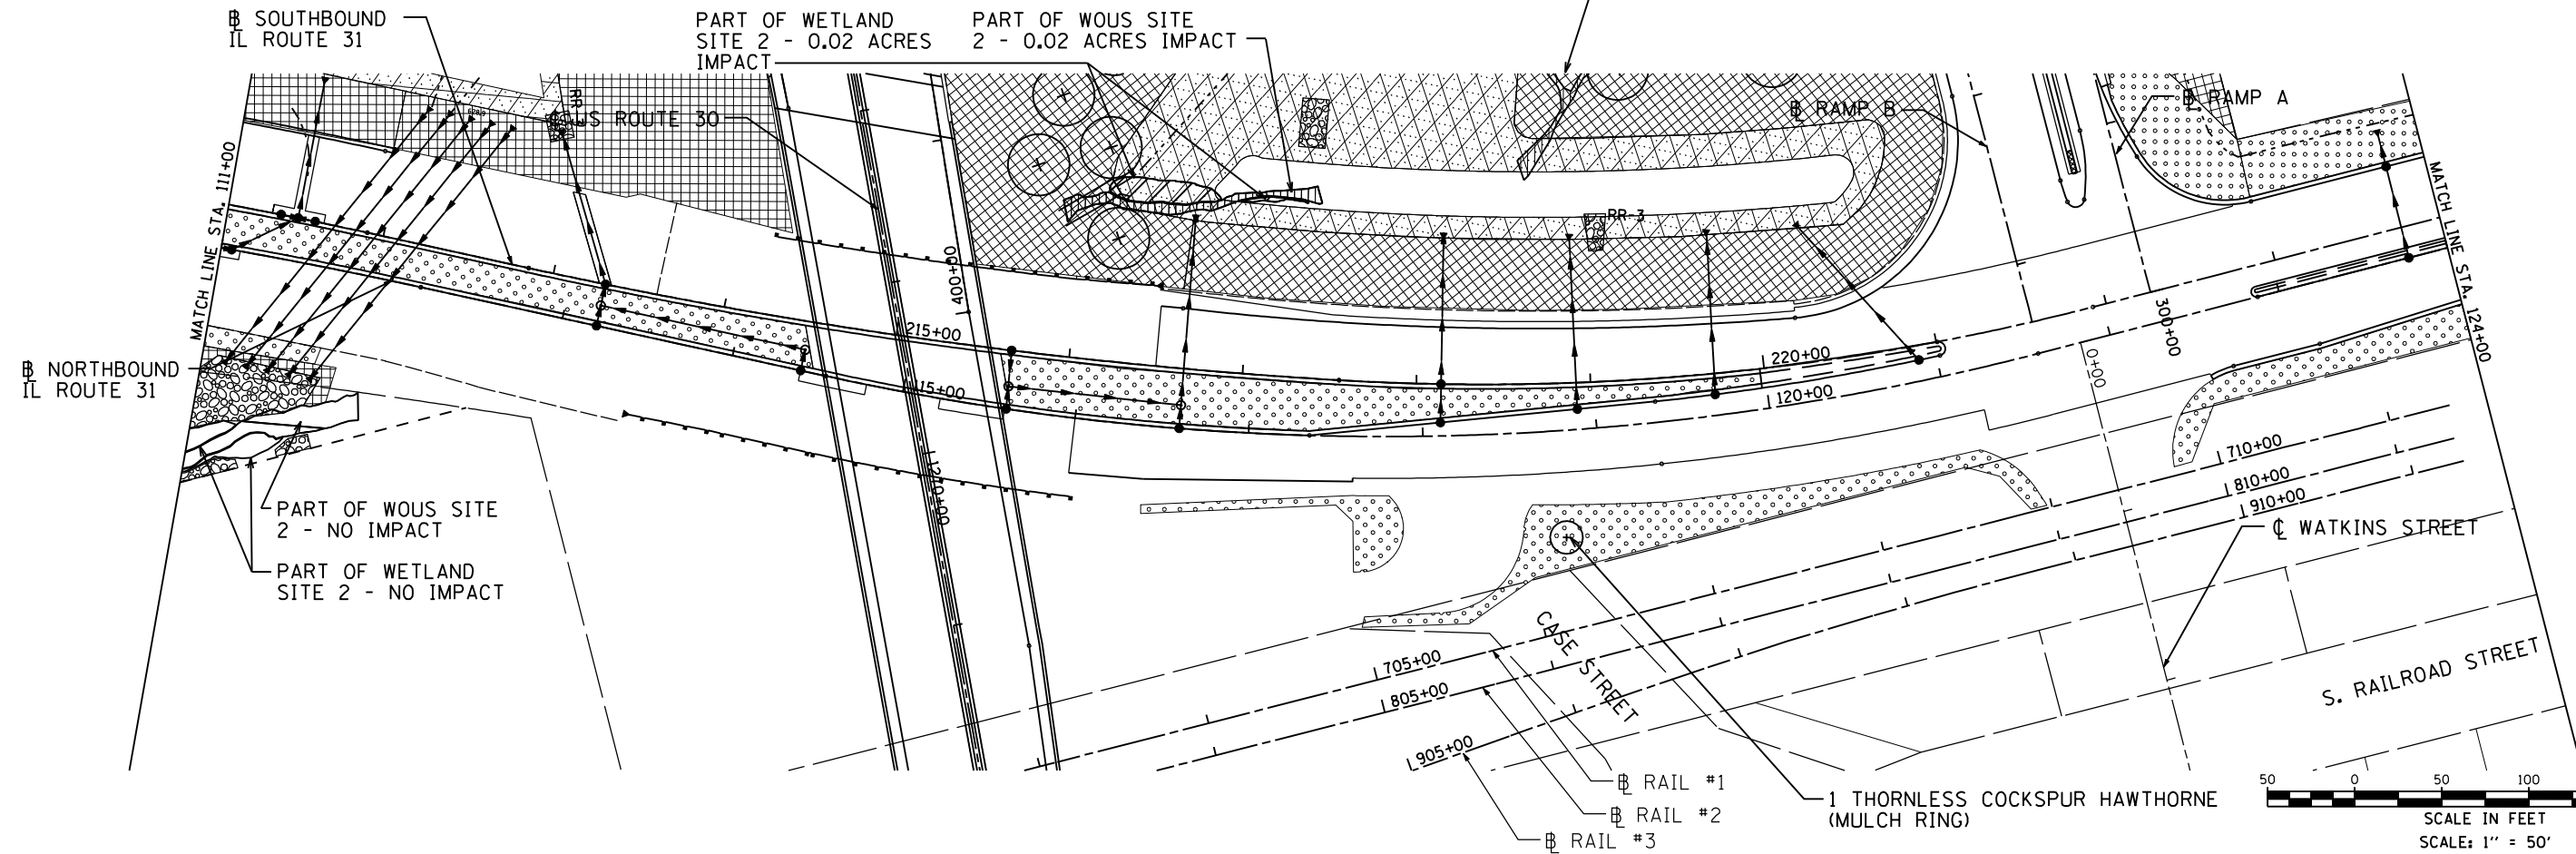 ℄ SOUTHBOUND
IL ROUTE 31
PART OF WETLAND
SITE 2 - 0.02 ACRES
IMPACT
PART OF WOUS SITE
2 - 0.02 ACRES IMPACT
US ROUTE 30
℄ RAMP B
℄ RAMP A
MATCH LINE STA. 111+00
MATCH LINE STA. 124+00
RR-3
400+00
300+00
0+00
215+00
115+00
220+00
120+00
℄ NORTHBOUND
IL ROUTE 31
60+00
710+00
810+00
910+00
PART OF WOUS SITE
2 - NO IMPACT
PART OF WETLAND
SITE 2 - NO IMPACT
℄ WATKINS STREET
CASE STREET
705+00
805+00
905+00
S. RAILROAD STREET
℄ RAIL #1
℄ RAIL #2
℄ RAIL #3
1 THORNLESS COCKSPUR HAWTHORNE
(MULCH RING)
50 0 50 100
SCALE IN FEET
SCALE: 1'' = 50'